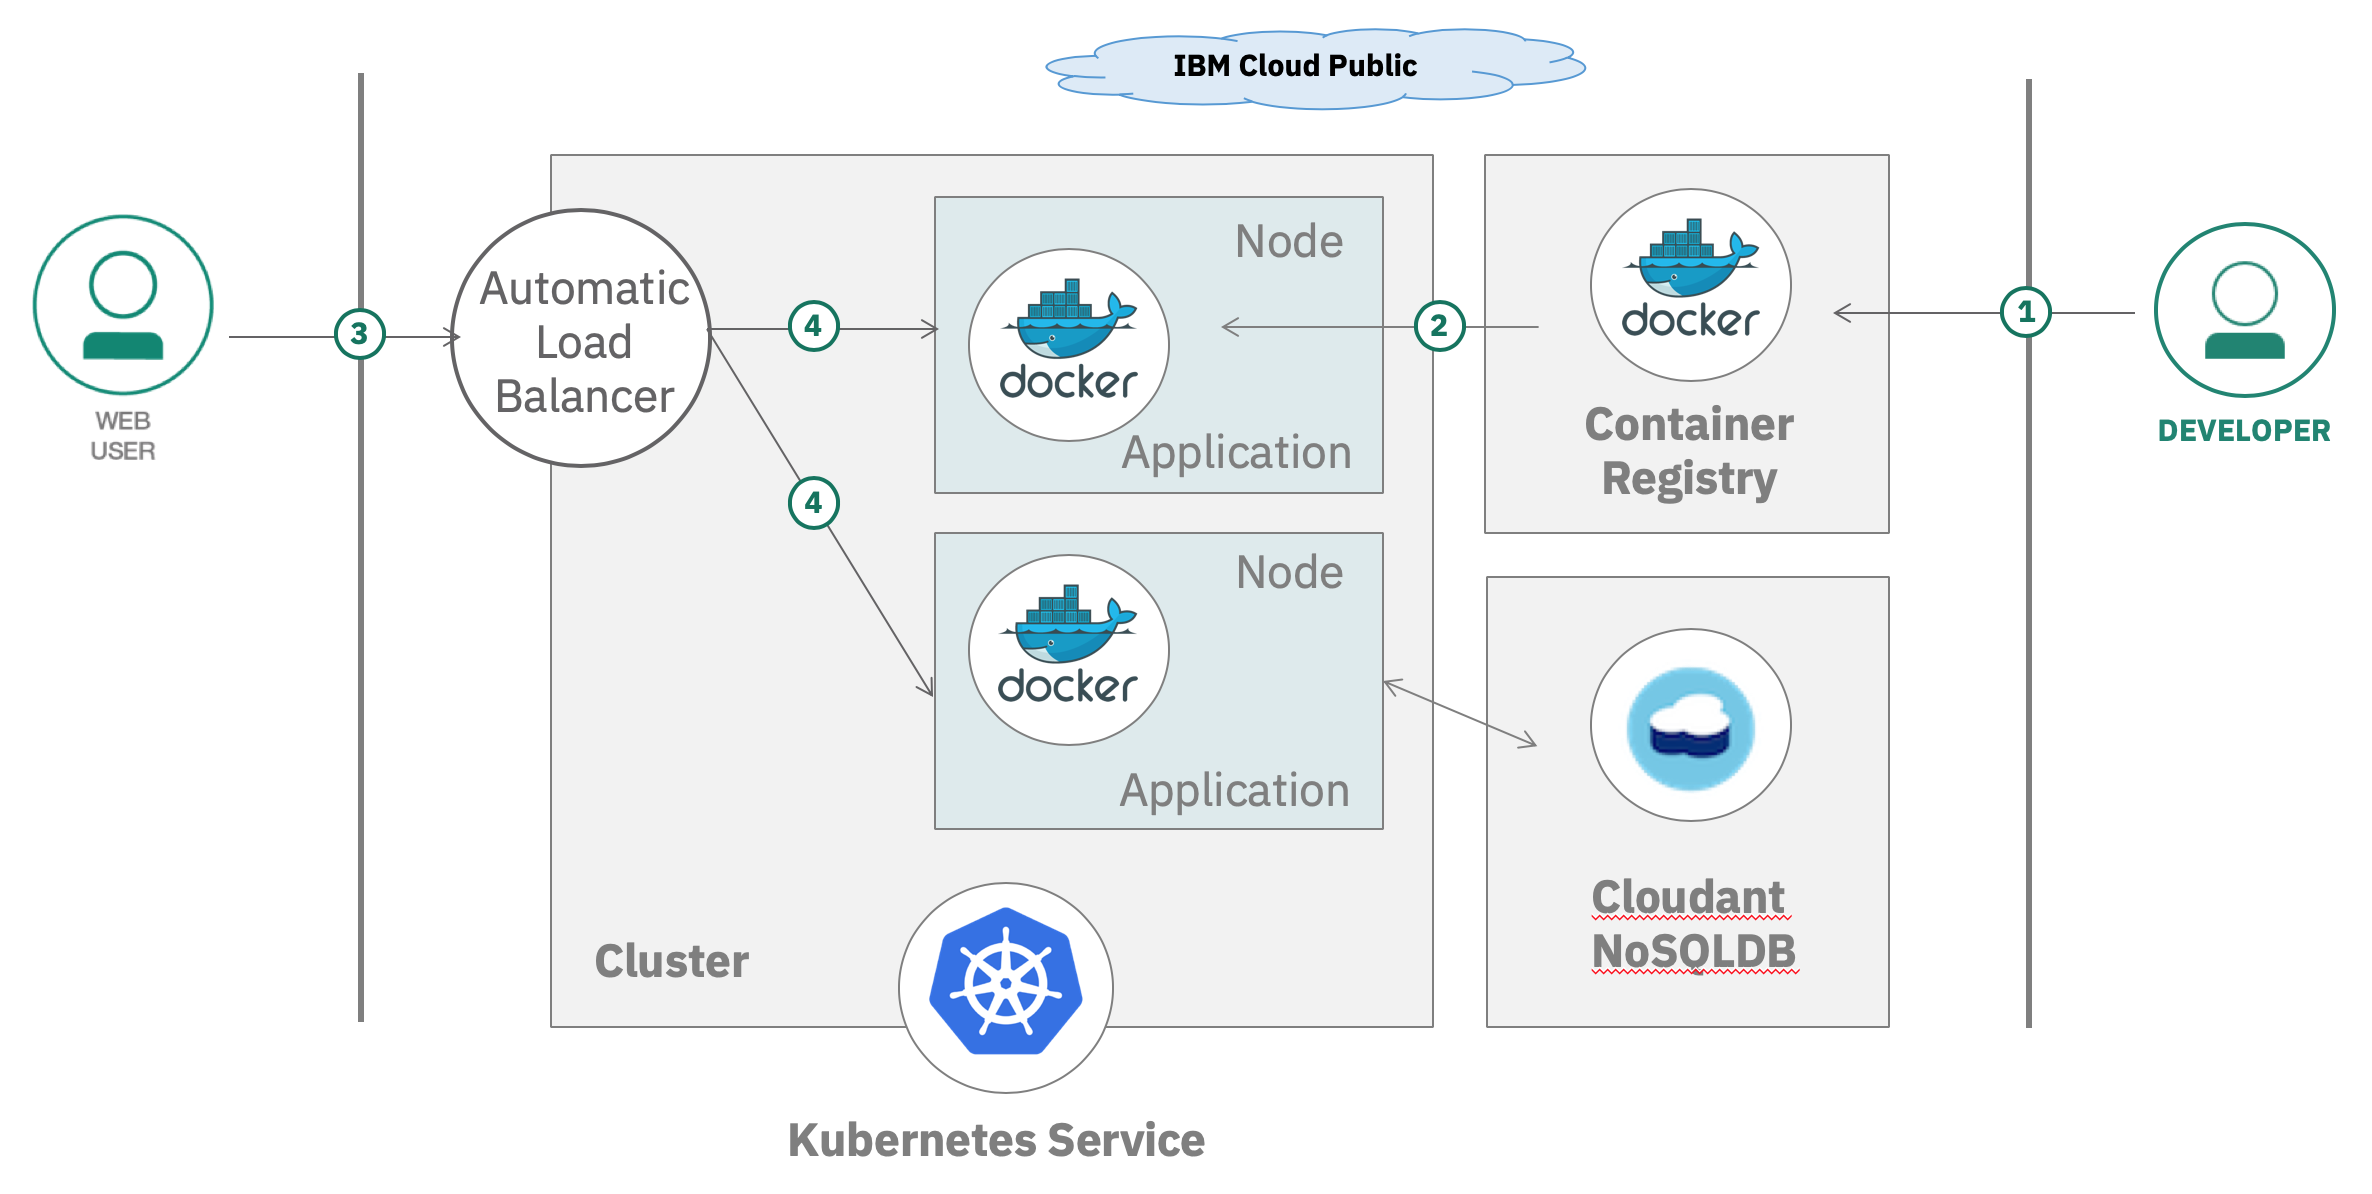 IBM Cloud Public
WEB
USER
3
Automatic
Load
Balancer
4
4
Node
docker
Application
Node
docker
Application
2
docker
Container
Registry
1
DEVELOPER
Cloudant
NoSQLDB
Cluster
Kubernetes Service